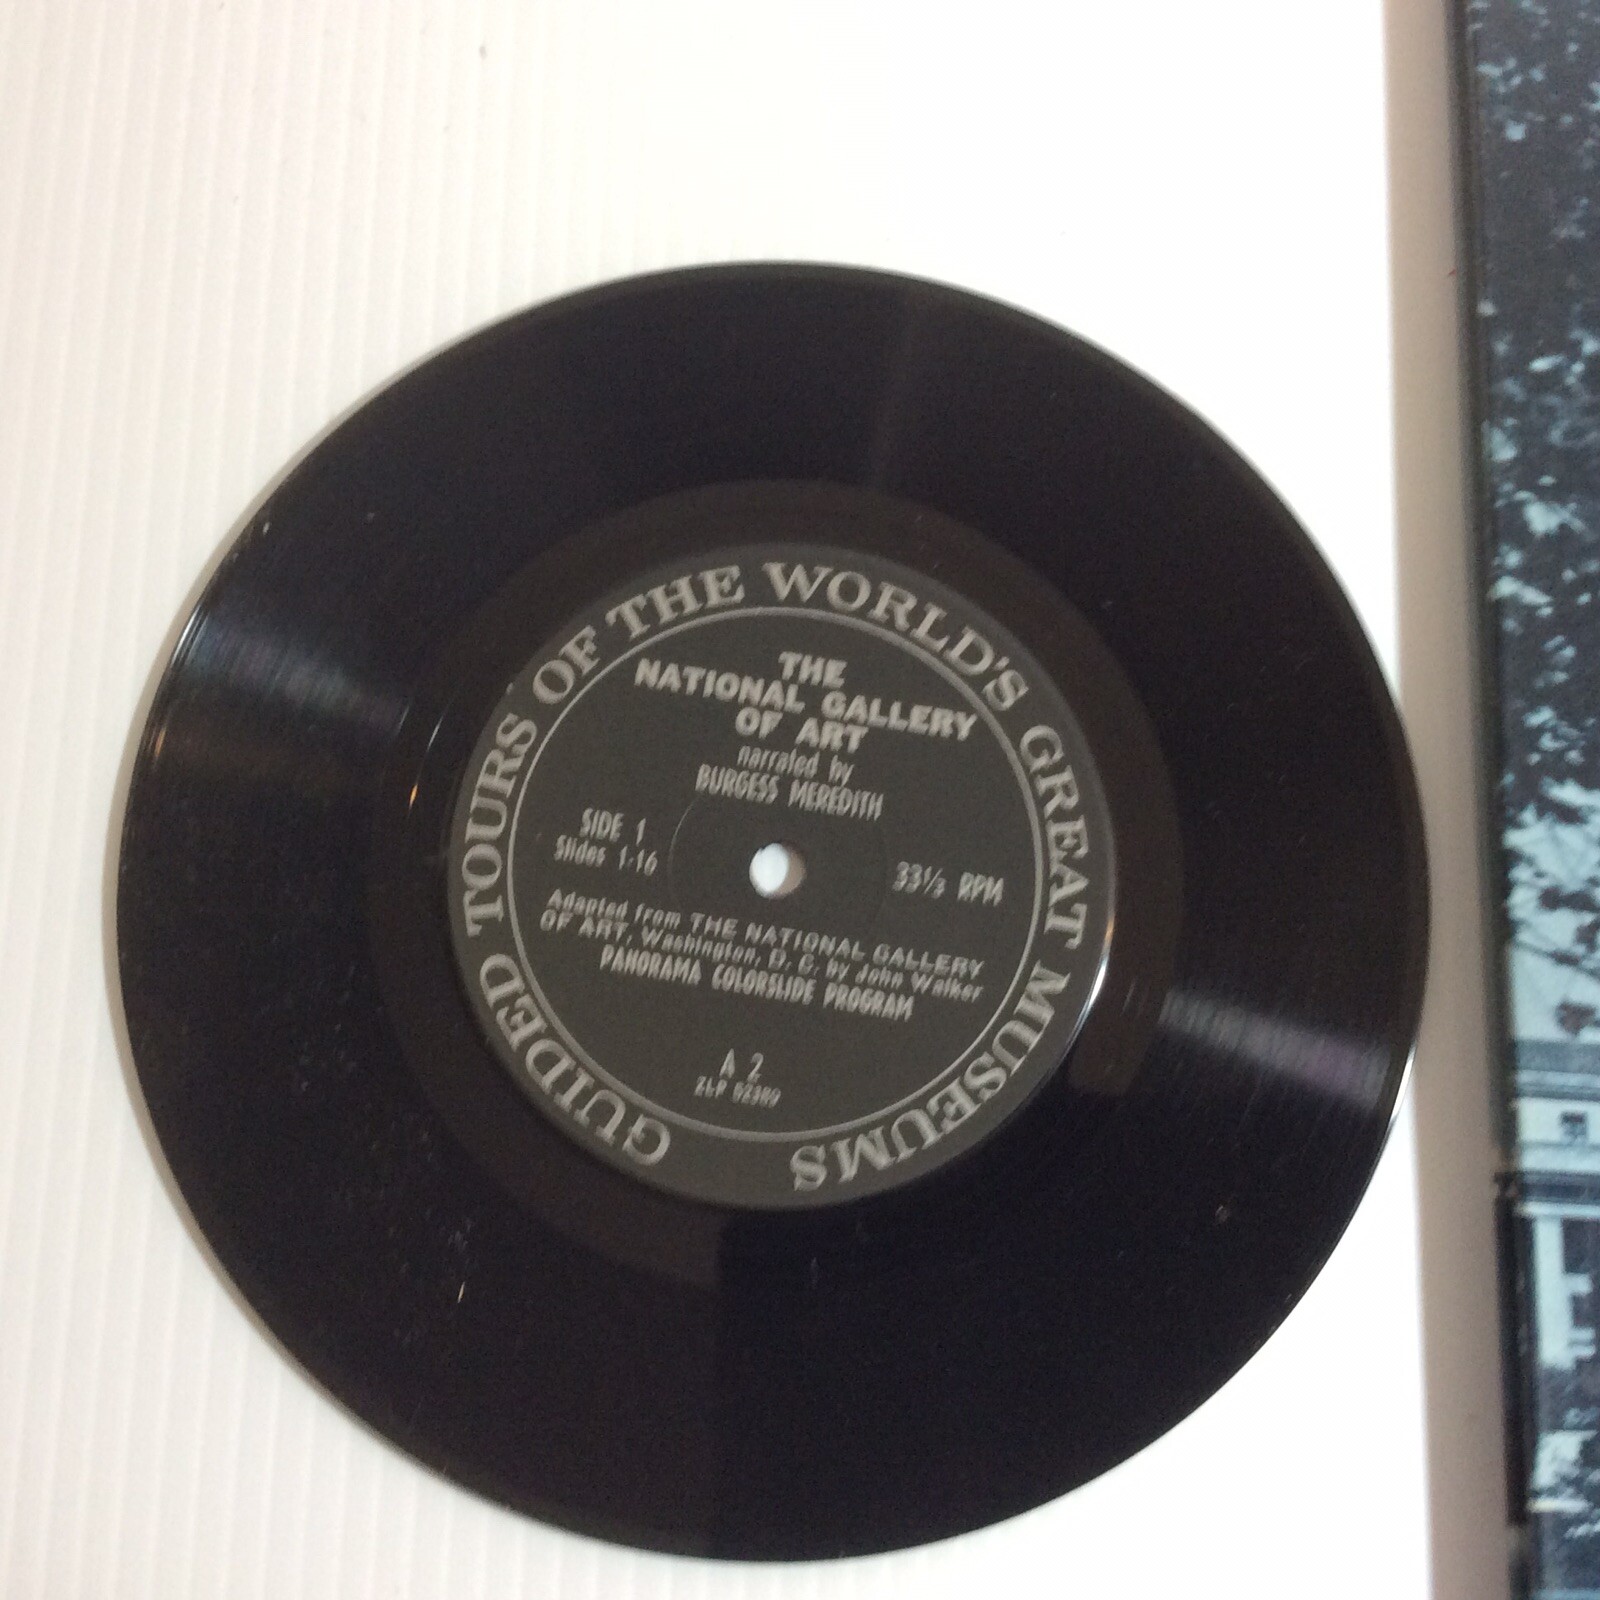 GUIDED TOURS OF THE WORLD'S GREAT MUSEUMS
THE
NATIONAL GALLERY
OF ART
narrated by
BURGESS MEREDITH
SIDE 1
Slides 1-16
33⅓ RPM
Adapted from THE NATIONAL GALLERY
OF ART, Washington, D. C. by John Walker
PANORAMA COLORSLIDE PROGRAM
A 2
ZLP 52389